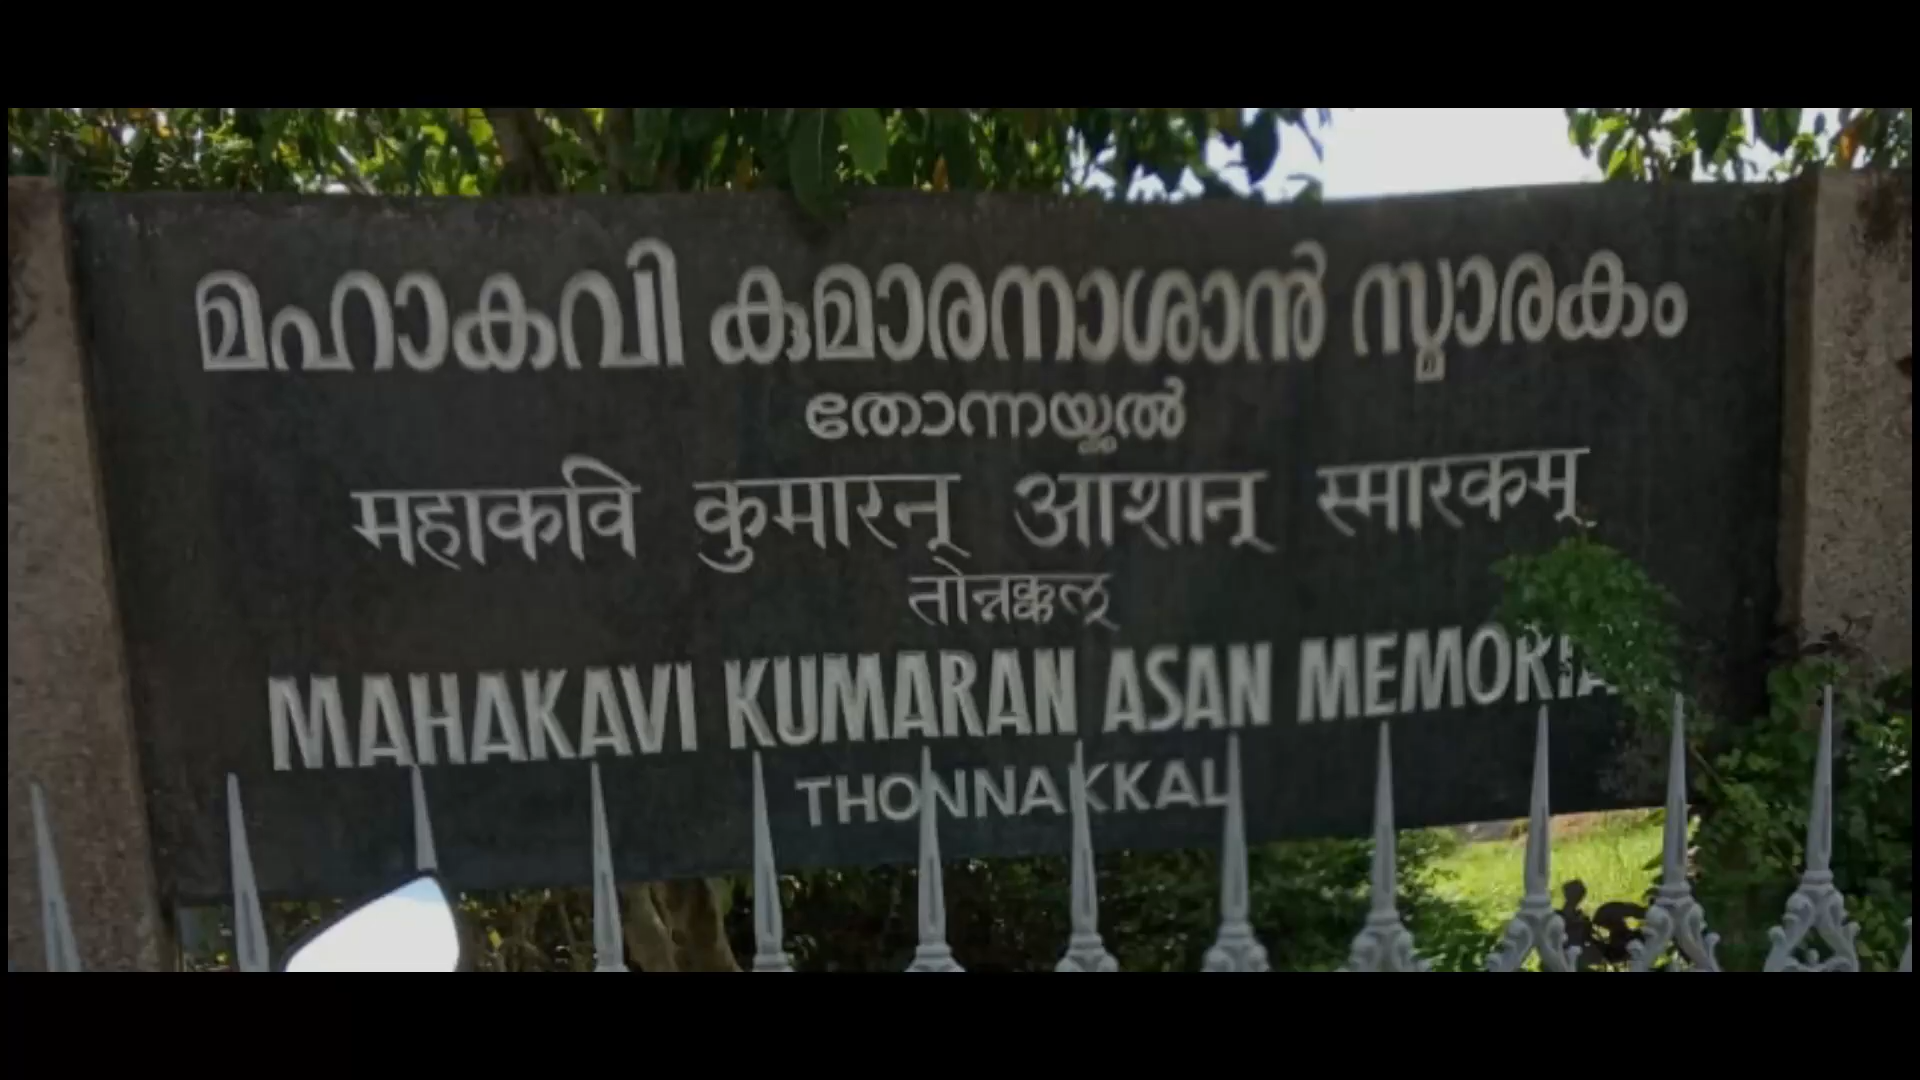 മഹാകവി കുമാരനാശാൻ സ്മാരകം
തോന്നയ്ക്കൽ
महाकवि कुमारन् आशान् स्मारकम्
तोन्नक्कल्
MAHAKAVI KUMARAN ASAN MEMORIA
THONNAKKAL